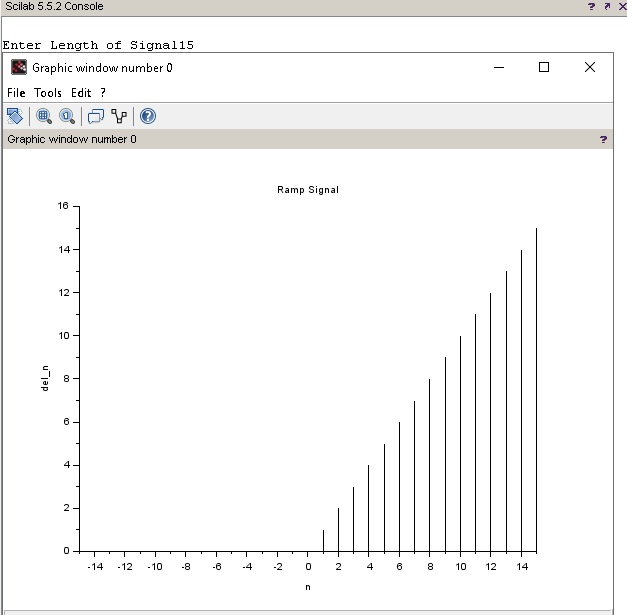 Scilab 5.5.2 Console
?
Enter Length of Signal15
Graphic window number 0
File Tools Edit ?
Graphic window number 0
?
Ramp Signal
16
14
12
10
8
6
4
2
0
del_n
-14 -12 -10 -8 -6 -4 -2 0 2 4 6 8 10 12 14
n